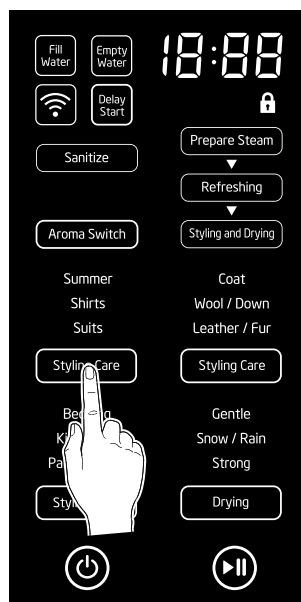 Fill
Water
Empty
Water
18:88
Delay
Start
Sanitize
Prepare Steam
Refreshing
Aroma Switch
Styling and Drying
Summer
Shirts
Suits
Coat
Wool / Down
Leather / Fur
Styling Care
Styling Care
Gentle
Snow / Rain
Strong
Drying